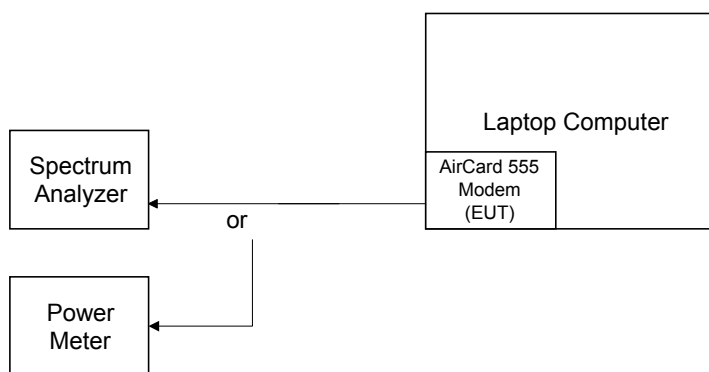 Laptop Computer
Spectrum
Analyzer
AirCard 555
Modem
(EUT)
or
Power
Meter